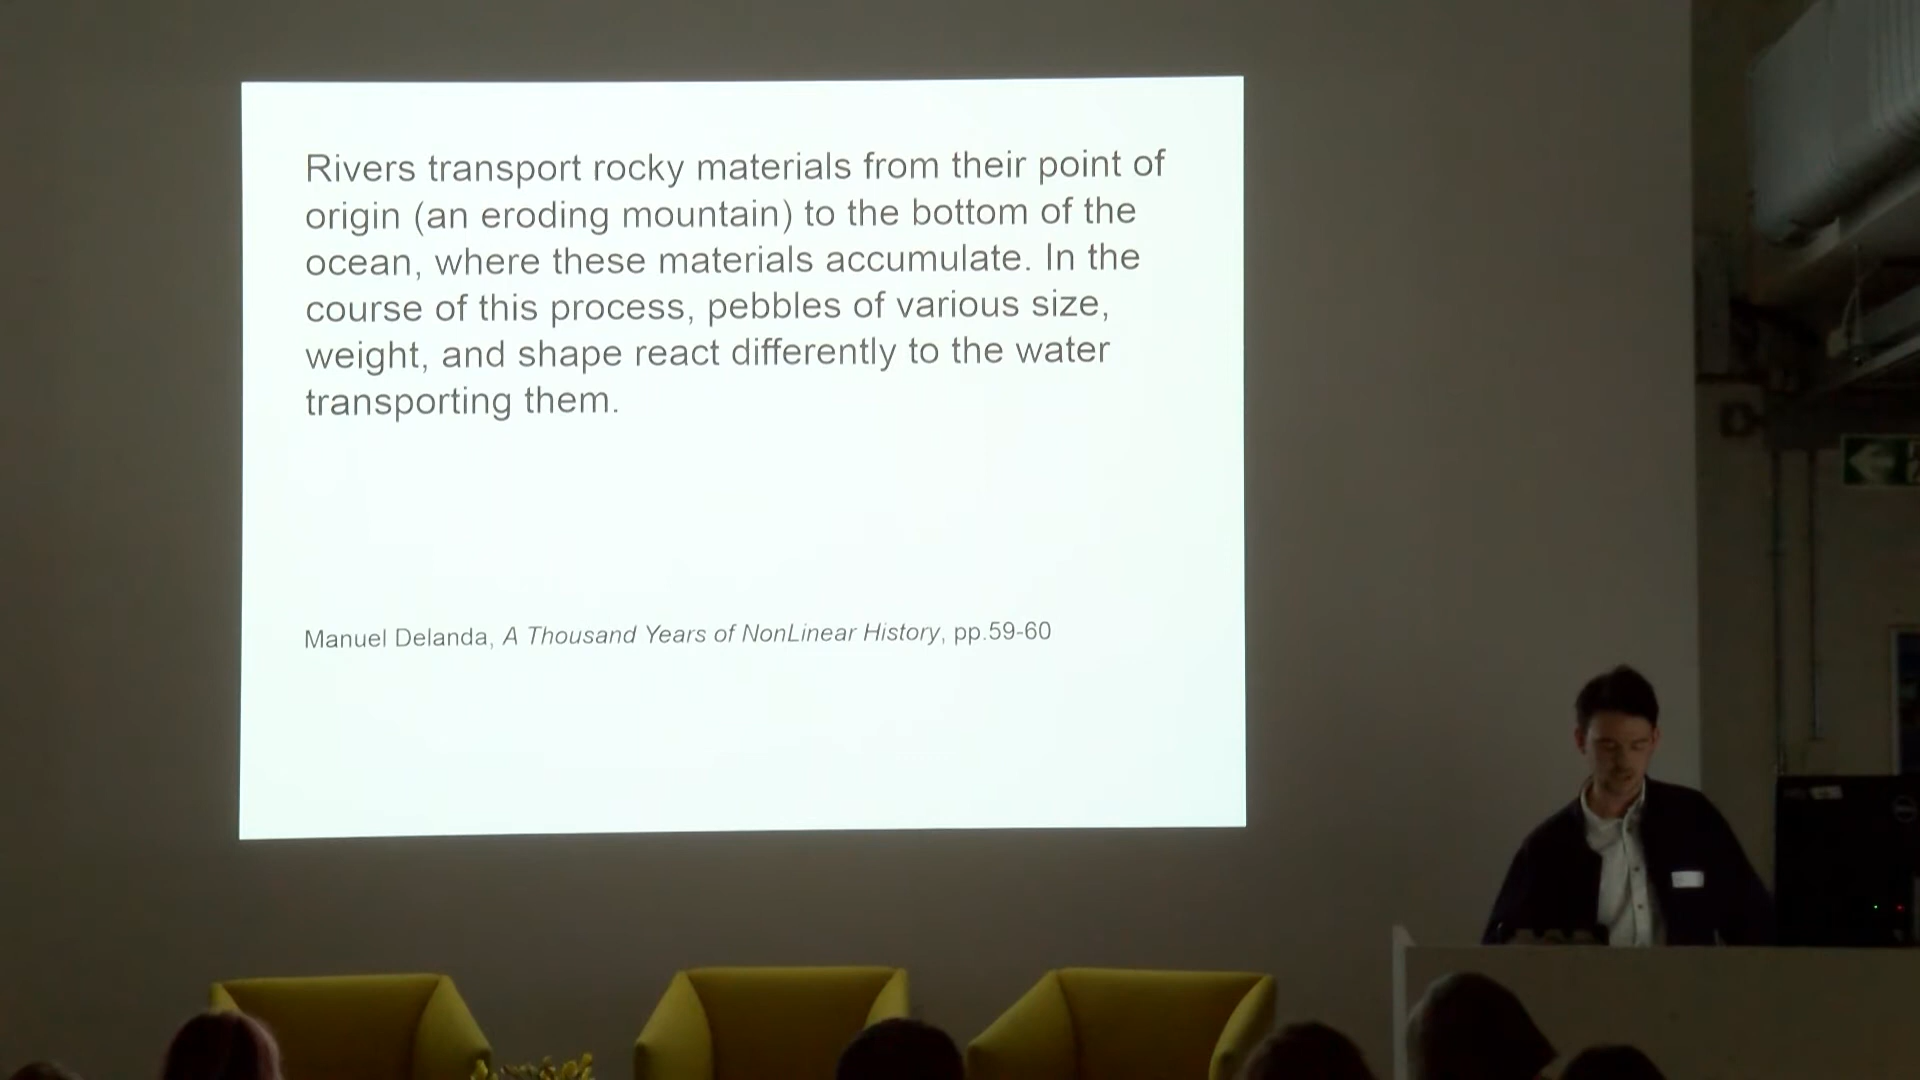 Rivers transport rocky materials from their point of
origin (an eroding mountain) to the bottom of the
ocean, where these materials accumulate. In the
course of this process, pebbles of various size,
weight, and shape react differently to the water
transporting them.
Manuel Delanda, A Thousand Years of NonLinear History, pp.59-60